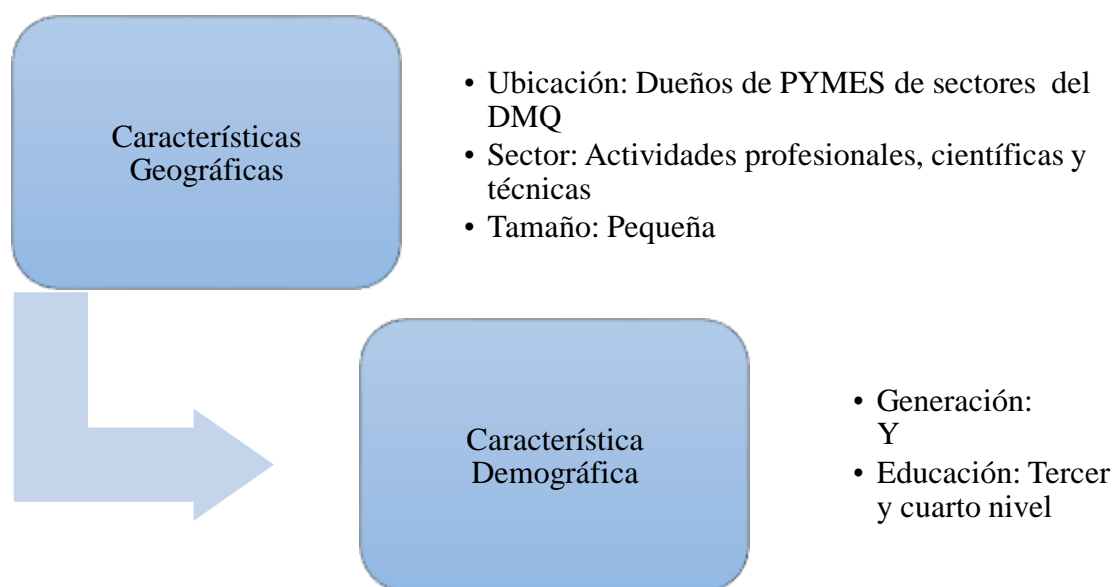 Características
Geográficas
• Ubicación: Dueños de PYMES de sectores del
DMQ
• Sector: Actividades profesionales, científicas y
técnicas
• Tamaño: Pequeña
Característica
Demográfica
• Generación:
Y
• Educación: Tercer
y cuarto nivel